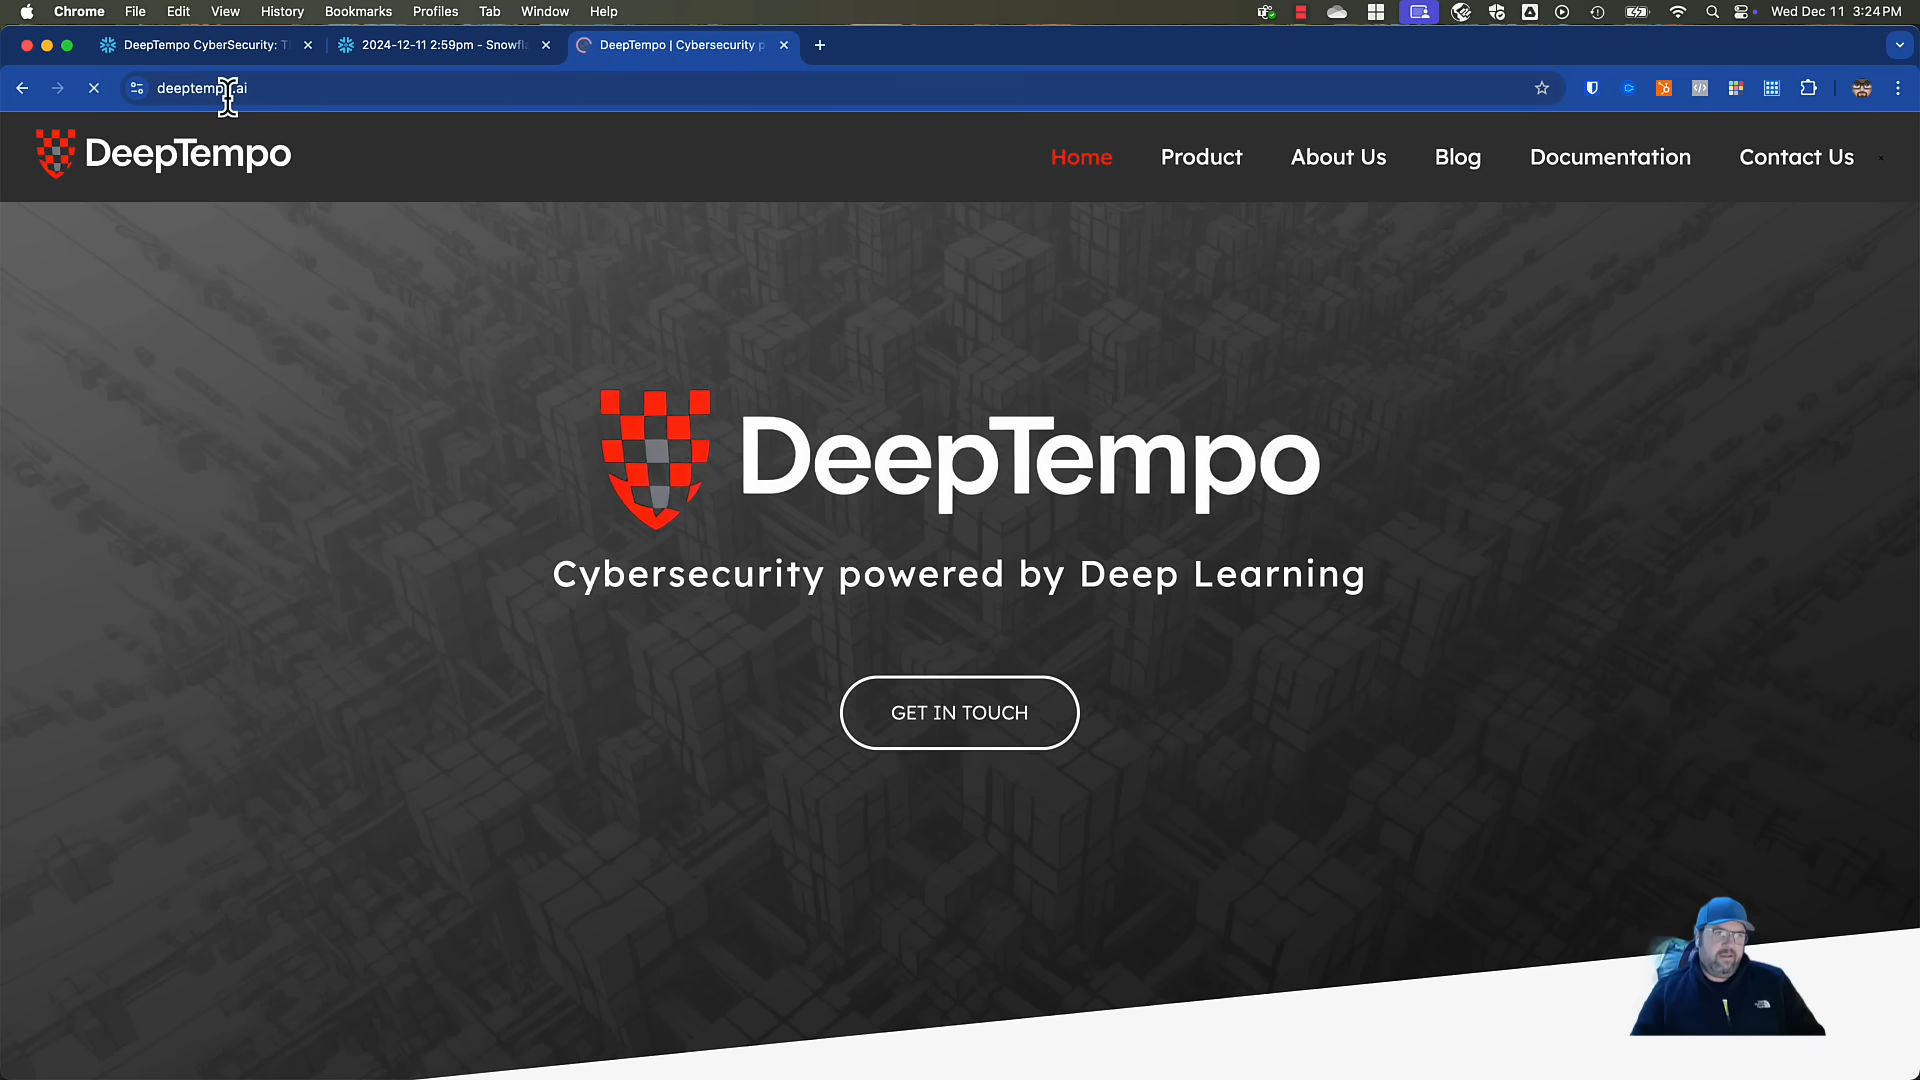 Chrome File Edit View History Bookmarks Profiles Tab Window Help Wed Dec 11 3:24 PM
DeepTempo CyberSecurity: T 2024-12-11 2:59pm - Snowfl DeepTempo | Cybersecurity p
deeptempo.ai
DeepTempo Home Product About Us Blog Documentation Contact Us
DeepTempo
Cybersecurity powered by Deep Learning
GET IN TOUCH